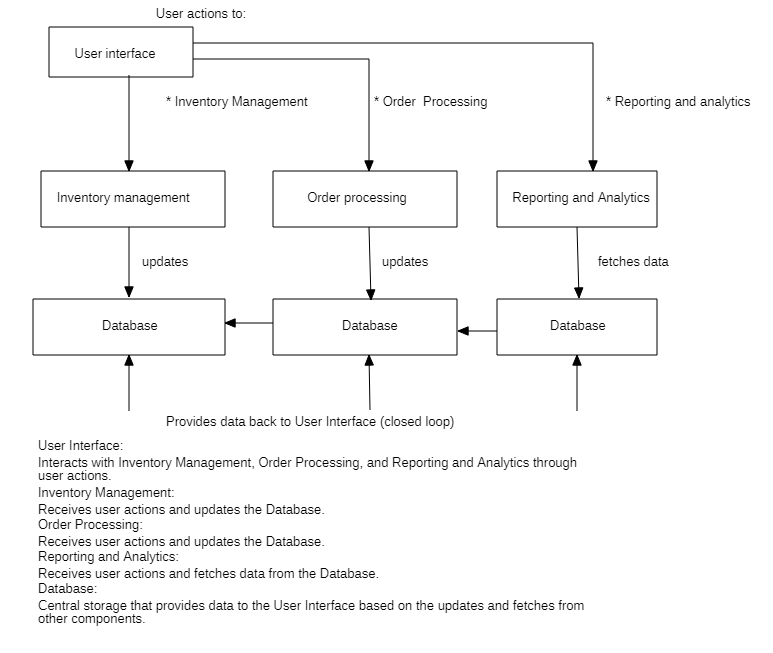 User actions to:
User interface
* Inventory Management
* Order  Processing
* Reporting and analytics
Inventory management
Order processing
Reporting and Analytics
updates
updates
fetches data
Database
Database
Database
Provides data back to User Interface (closed loop)
User Interface:
Interacts with Inventory Management, Order Processing, and Reporting and Analytics through
user actions.
Inventory Management:
Receives user actions and updates the Database.
Order Processing:
Receives user actions and updates the Database.
Reporting and Analytics:
Receives user actions and fetches data from the Database.
Database:
Central storage that provides data to the User Interface based on the updates and fetches from
other components.